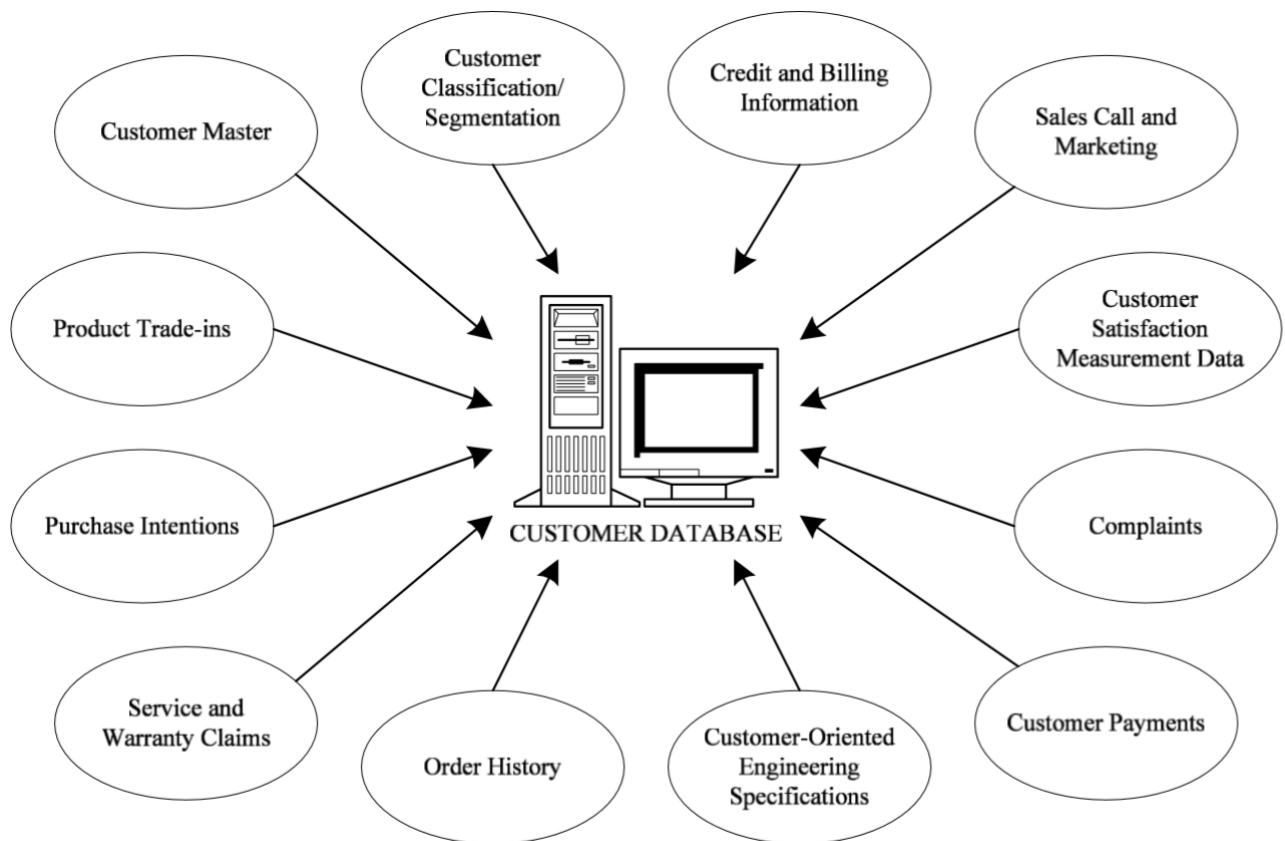 Customer
Classification/
Segmentation
Credit and Billing
Information
Customer Master
Sales Call and
Marketing
Product Trade-ins
Customer
Satisfaction
Measurement Data
Purchase Intentions
CUSTOMER DATABASE
Complaints
Service and
Warranty Claims
Order History
Customer-Oriented
Engineering
Specifications
Customer Payments